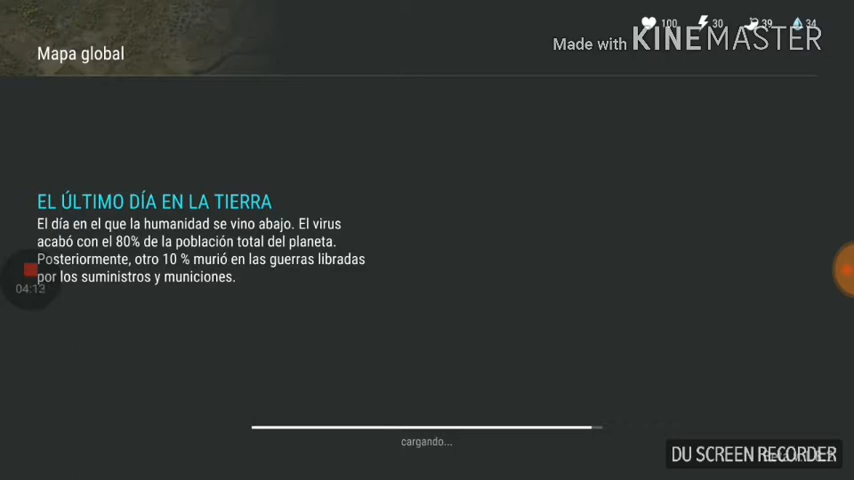 100 30 39 34
Made with KINEMASTER
Mapa global
EL ÚLTIMO DÍA EN LA TIERRA
El día en el que la humanidad se vino abajo. El virus
acabó con el 80% de la población total del planeta.
Posteriormente, otro 10 % murió en las guerras libradas
por los suministros y municiones.
04:13
cargando...
DU SCREEN RECORDER